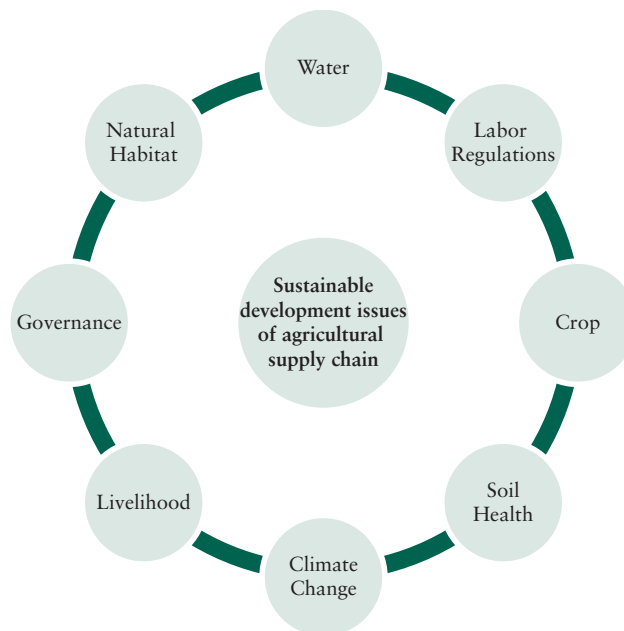 Water
Labor
Regulations
Crop
Soil
Health
Climate
Change
Livelihood
Governance
Natural
Habitat
Sustainable
development issues
of agricultural
supply chain